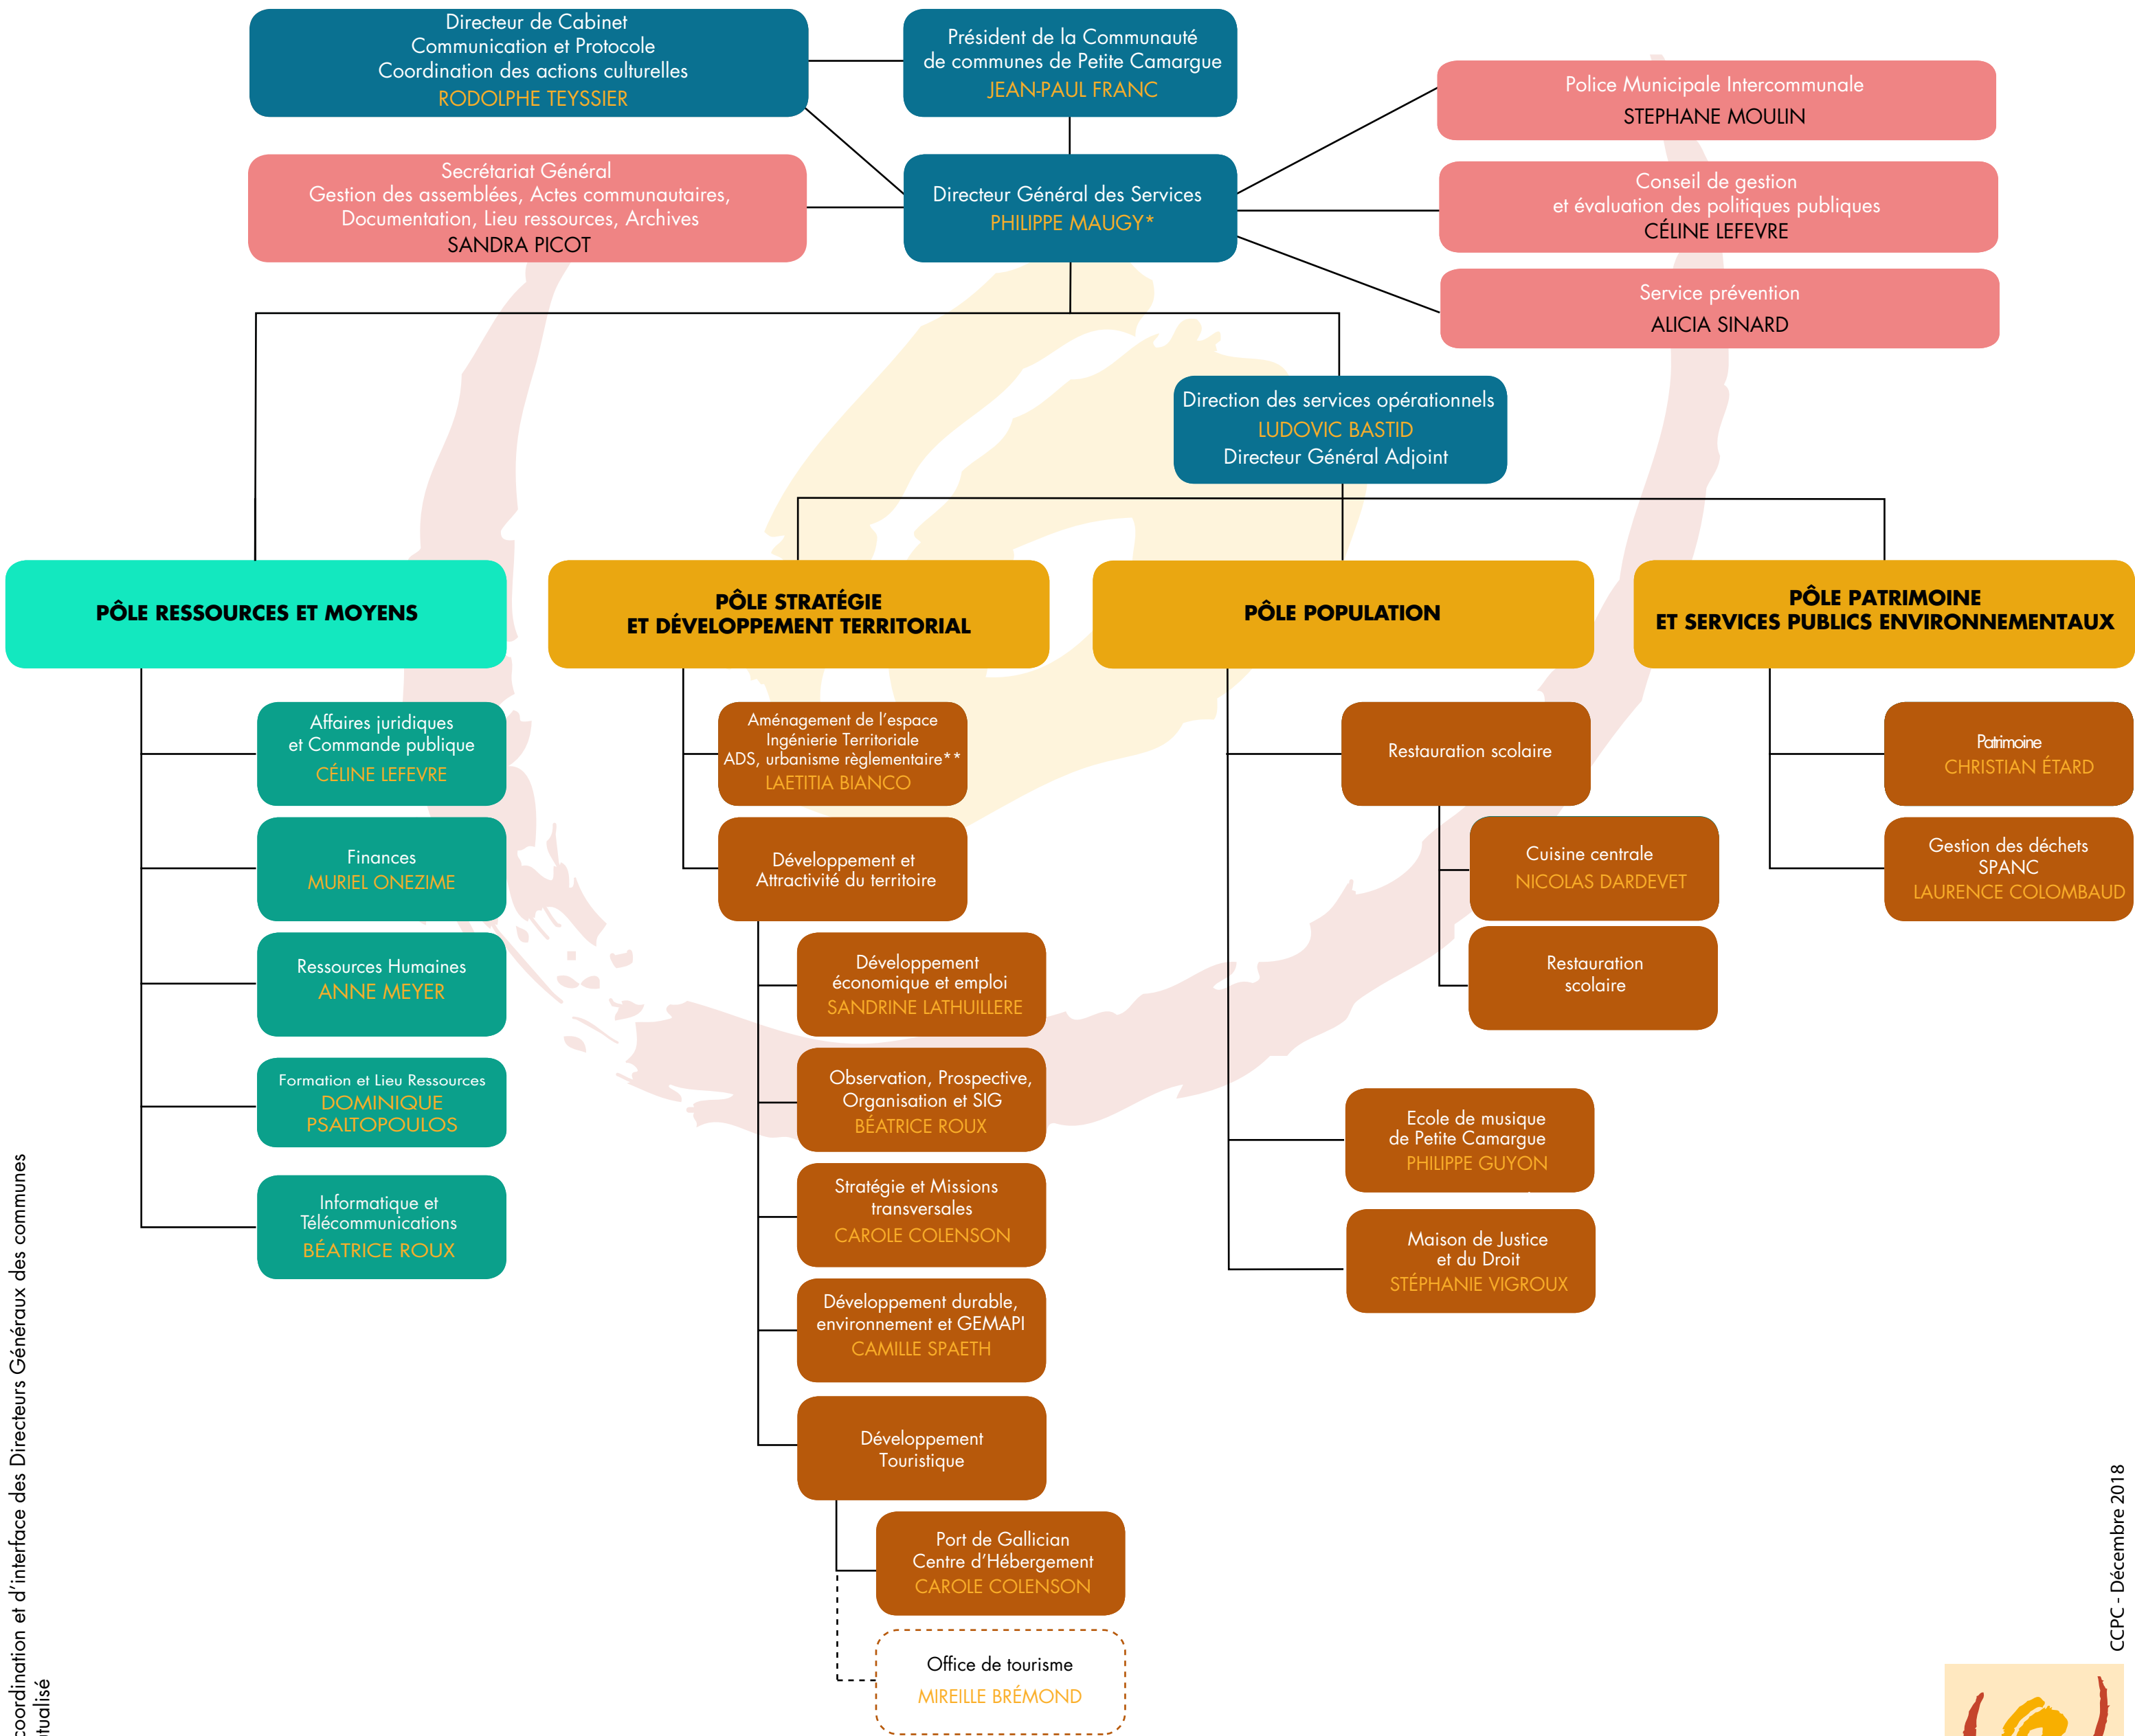 Directeur de Cabinet
Communication et Protocole
Coordination des actions culturelles
RODOLPHE TEYSSIER
Président de la Communauté
de communes de Petite Camargue
JEAN-PAUL FRANC
Police Municipale Intercommunale
STEPHANE MOULIN
Secrétariat Général
Gestion des assemblées, Actes communautaires,
Documentation, Lieu ressources, Archives
SANDRA PICOT
Directeur Général des Services
PHILIPPE MAUGY*
Conseil de gestion
et évaluation des politiques publiques
CÉLINE LEFEVRE
Service prévention
ALICIA SINARD
Direction des services opérationnels
LUDOVIC BASTID
Directeur Général Adjoint
PÔLE RESSOURCES ET MOYENS
Affaires juridiques
et Commande publique
CÉLINE LEFEVRE
Finances
MURIEL ONEZIME
Ressources Humaines
ANNE MEYER
Formation et Lieu Ressources
DOMINIQUE
PSALTOPOULOS
Informatique et
Télécommunications
BÉATRICE ROUX
PÔLE STRATÉGIE
ET DÉVELOPPEMENT TERRITORIAL
Aménagement de l'espace
Ingénierie Territoriale
ADS, urbanisme règlementaire**
LAETITIA BIANCO
Développement et
Attractivité du territoire
Développement
économique et emploi
SANDRINE LATHUILLERE
Observation, Prospective,
Organisation et SIG
BÉATRICE ROUX
Stratégie et Missions
transversales
CAROLE COLENSON
Développement durable,
environnement et GEMAPI
CAMILLE SPAETH
Développement
Touristique
Port de Gallician
Centre d'Hébergement
CAROLE COLENSON
Office de tourisme
MIREILLE BRÉMOND
PÔLE POPULATION
Restauration scolaire
Cuisine centrale
NICOLAS DARDEVET
Restauration
scolaire
Ecole de musique
de Petite Camargue
PHILIPPE GUYON
Maison de Justice
et du Droit
STÉPHANIE VIGROUX
PÔLE PATRIMOINE
ET SERVICES PUBLICS ENVIRONNEMENTAUX
Patrimoine
CHRISTIAN ÉTARD
Gestion des déchets
SPANC
LAURENCE COLOMBAUD
coordination et d'interface des Directeurs Généraux des communes
CCPC - Décembre 2018